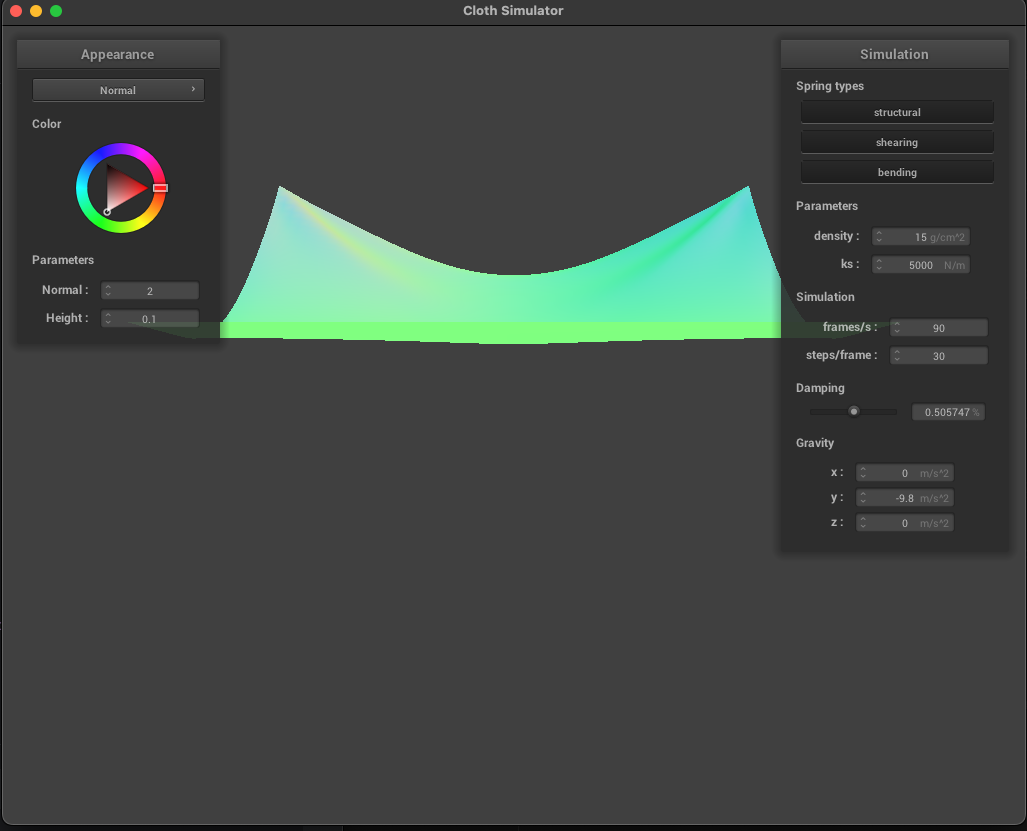 Cloth Simulator
Appearance
Normal ›
Color
Parameters
Normal : 2
Height : 0.1
Simulation
Spring types
structural
shearing
bending
Parameters
density : 15 g/cm^2
ks : 5000 N/m
Simulation
frames/s : 90
steps/frame : 30
Damping
0.505747 %
Gravity
x : 0 m/s^2
y : -9.8 m/s^2
z : 0 m/s^2